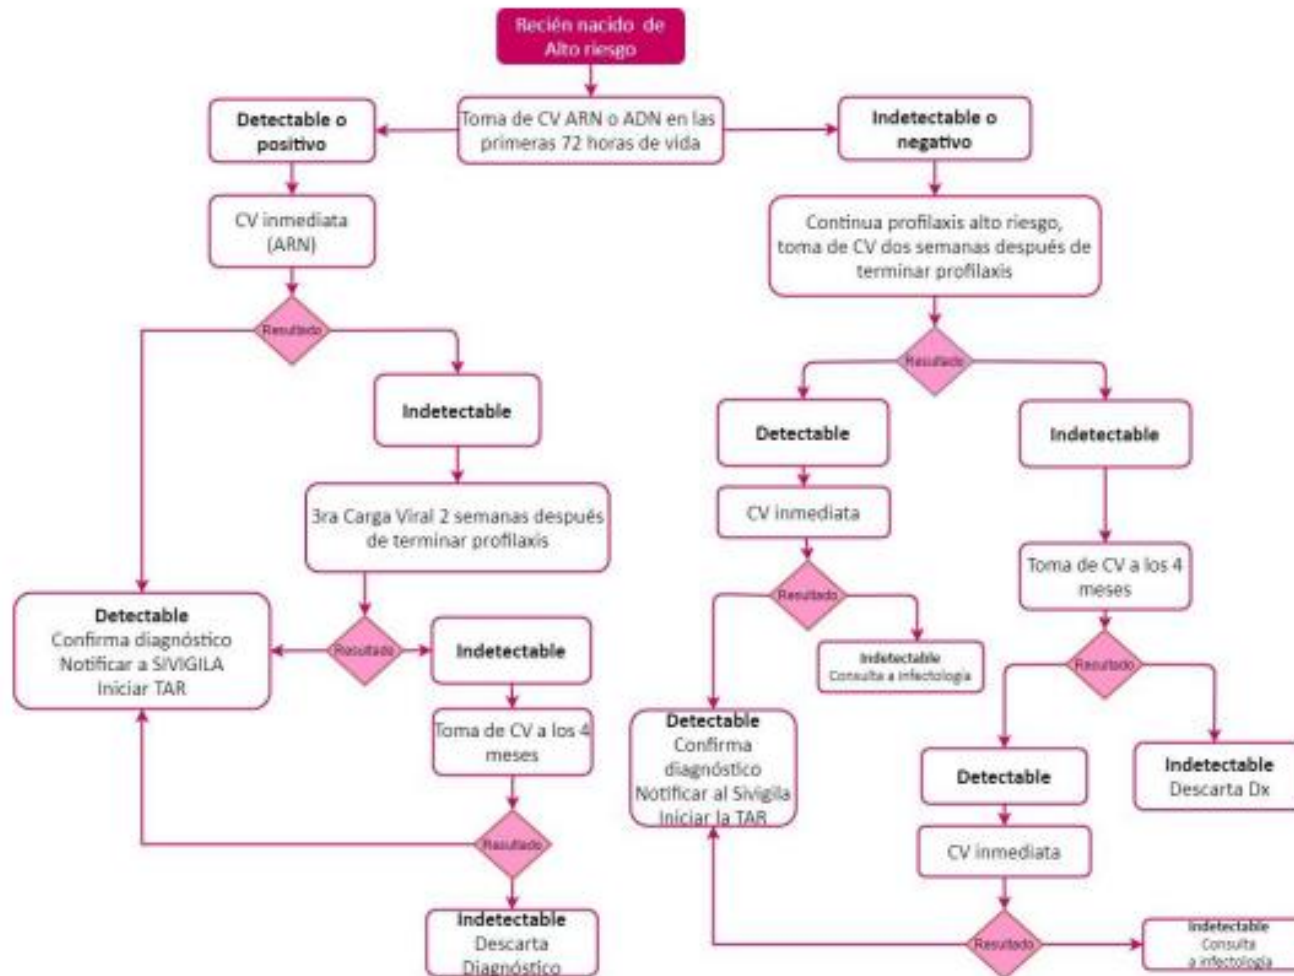 Recién nacido de
Alto riesgo
Toma de CV ARN o ADN en las
primeras 72 horas de vida
Detectable o
positivo
Indetectable o
negativo
CV inmediata
(ARN)
Continua profilaxis alto riesgo,
toma de CV dos semanas después de
terminar profilaxis
Resultado
Resultado
Indetectable
Detectable
Indetectable
3ra Carga Viral 2 semanas después
de terminar profilaxis
CV inmediata
Toma de CV a los 4
meses
Resultado
Detectable
Confirma diagnóstico
Notificar a SIVIGILA
Iniciar TAR
Resultado
Indetectable
Indetectable
Consulta a infectología
Resultado
Toma de CV a los 4
meses
Detectable
Confirma
diagnóstico
Notificar al Sivigila
Iniciar la TAR
Detectable
Indetectable
Descarta Dx
Resultado
CV inmediata
Indetectable
Descarta
Diagnóstico
Resultado
Indetectable
Consulta
a infectología